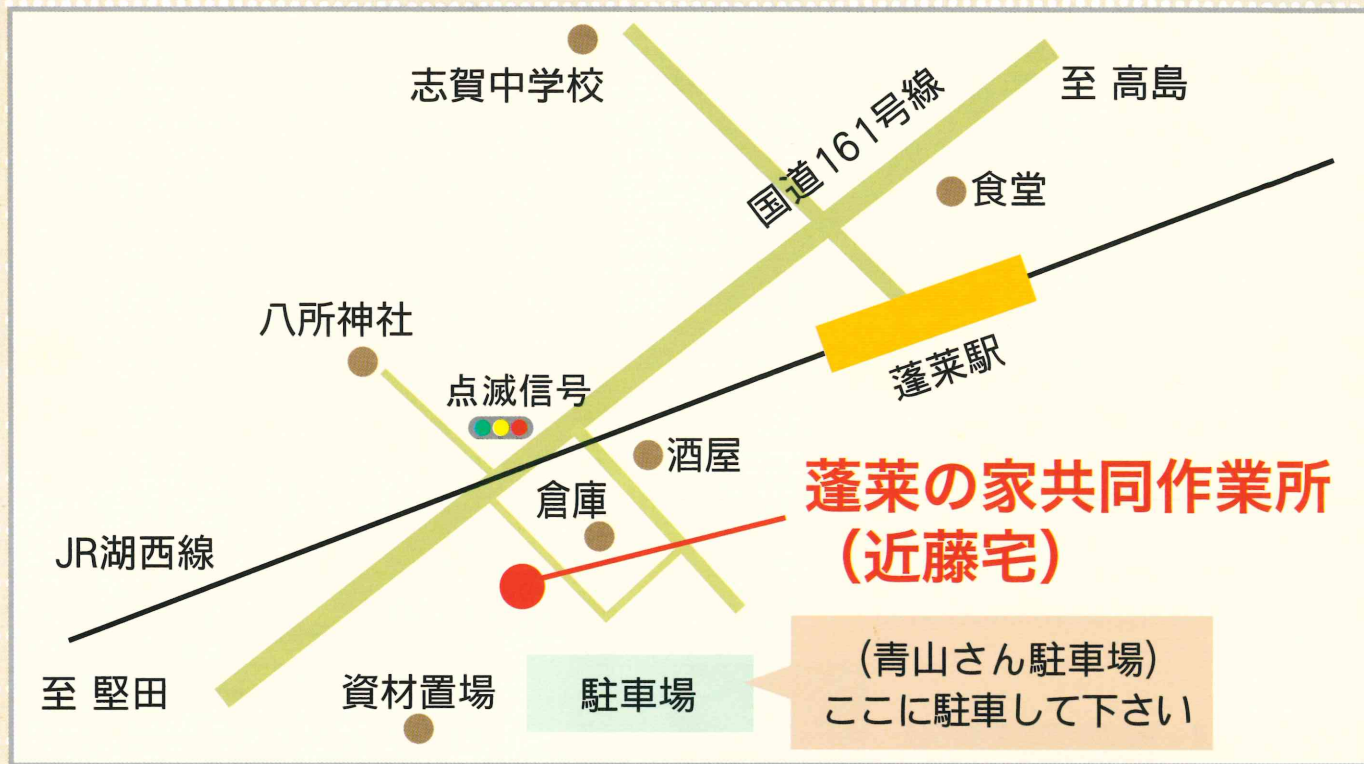 志賀中学校
至 高島
国道161号線
食堂
八所神社
蓬莱駅
点滅信号
酒屋
蓬莱の家共同作業所
(近藤宅)
倉庫
JR湖西線
至 堅田
資材置場
駐車場
(青山さん駐車場)
ここに駐車して下さい